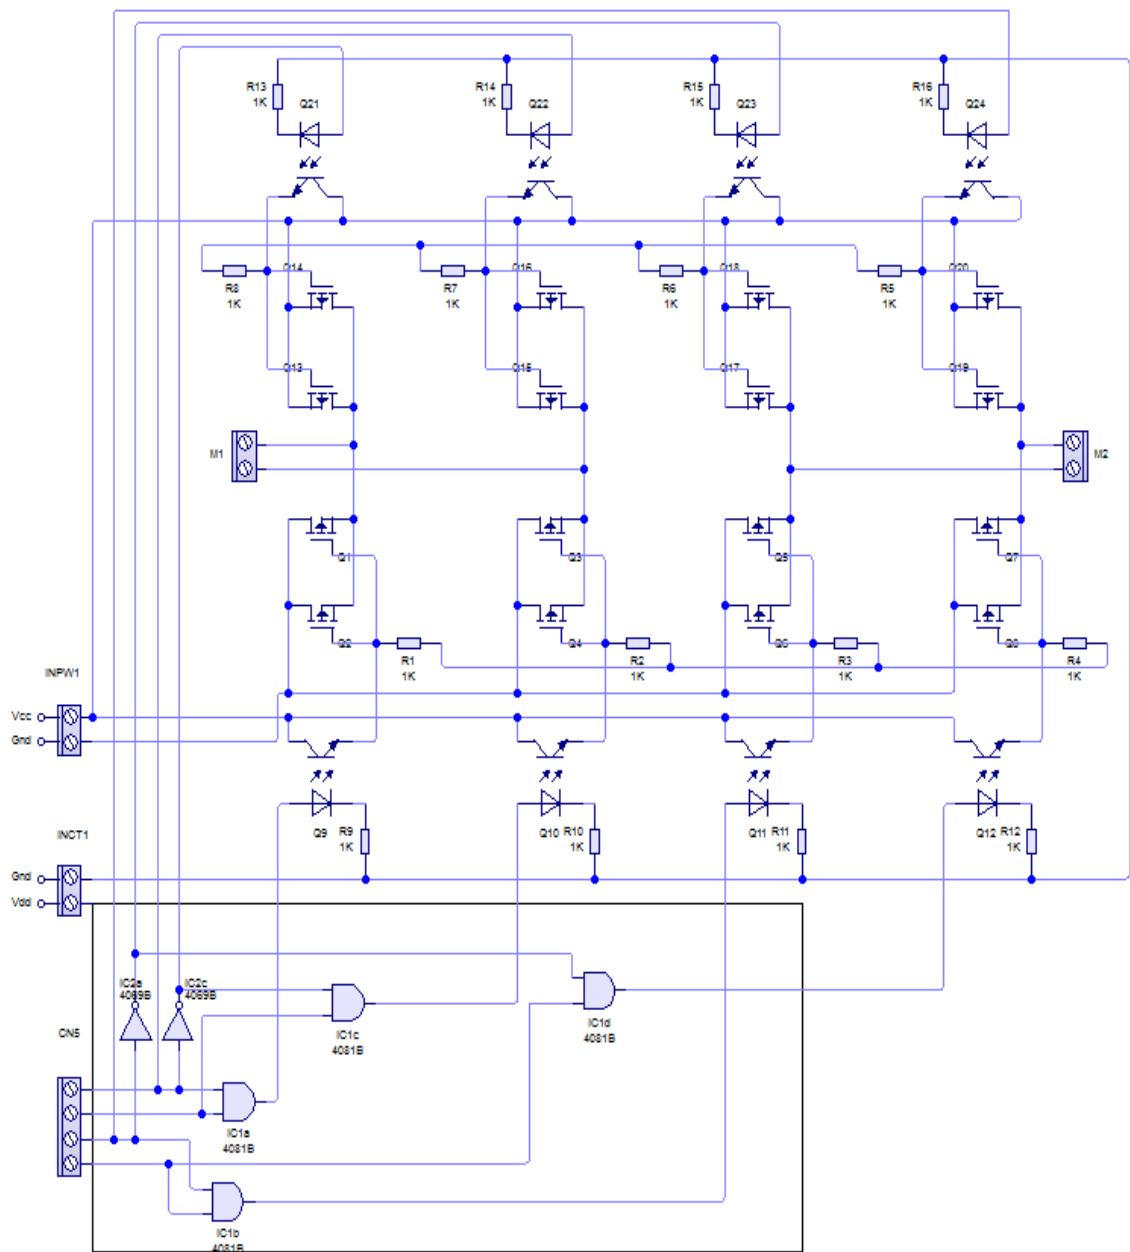 R13
1K
Q21
R14
1K
Q22
R15
1K
Q23
R16
1K
Q24
Q14
Q16
Q18
Q20
R8
1K
R7
1K
R6
1K
R5
1K
Q13
Q15
Q17
Q19
M1
M2
Q1
Q3
Q5
Q7
Q2
Q4
Q6
Q8
R1
1K
R2
1K
R3
1K
R4
1K
INPW1
Vcc
Gnd
Q9
R9
1K
Q10
R10
1K
Q11
R11
1K
Q12
R12
1K
INCT1
Gnd
Vdd
IC2a
4069B
IC2c
4069B
IC1c
4081B
IC1d
4081B
CN5
IC1a
4081B
IC1b
4081B